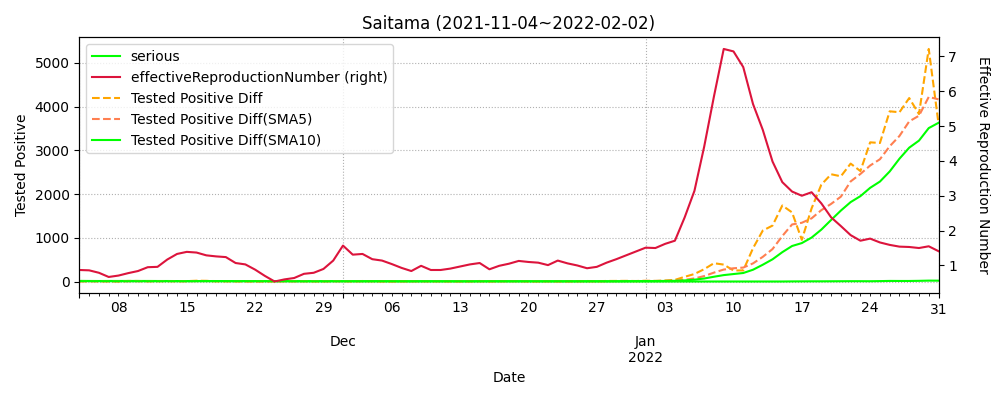 Saitama (2021-11-04~2022-02-02)
serious
effectiveReproductionNumber (right)
Tested Positive Diff
Tested Positive Diff(SMA5)
Tested Positive Diff(SMA10)
Tested Positive
5000
4000
3000
2000
1000
0
7
6
5
4
3
2
1
Effective Reproduction Number
08 15 22 29 06 13 20 27 03 10 17 24 31
Dec Jan
2022
Date